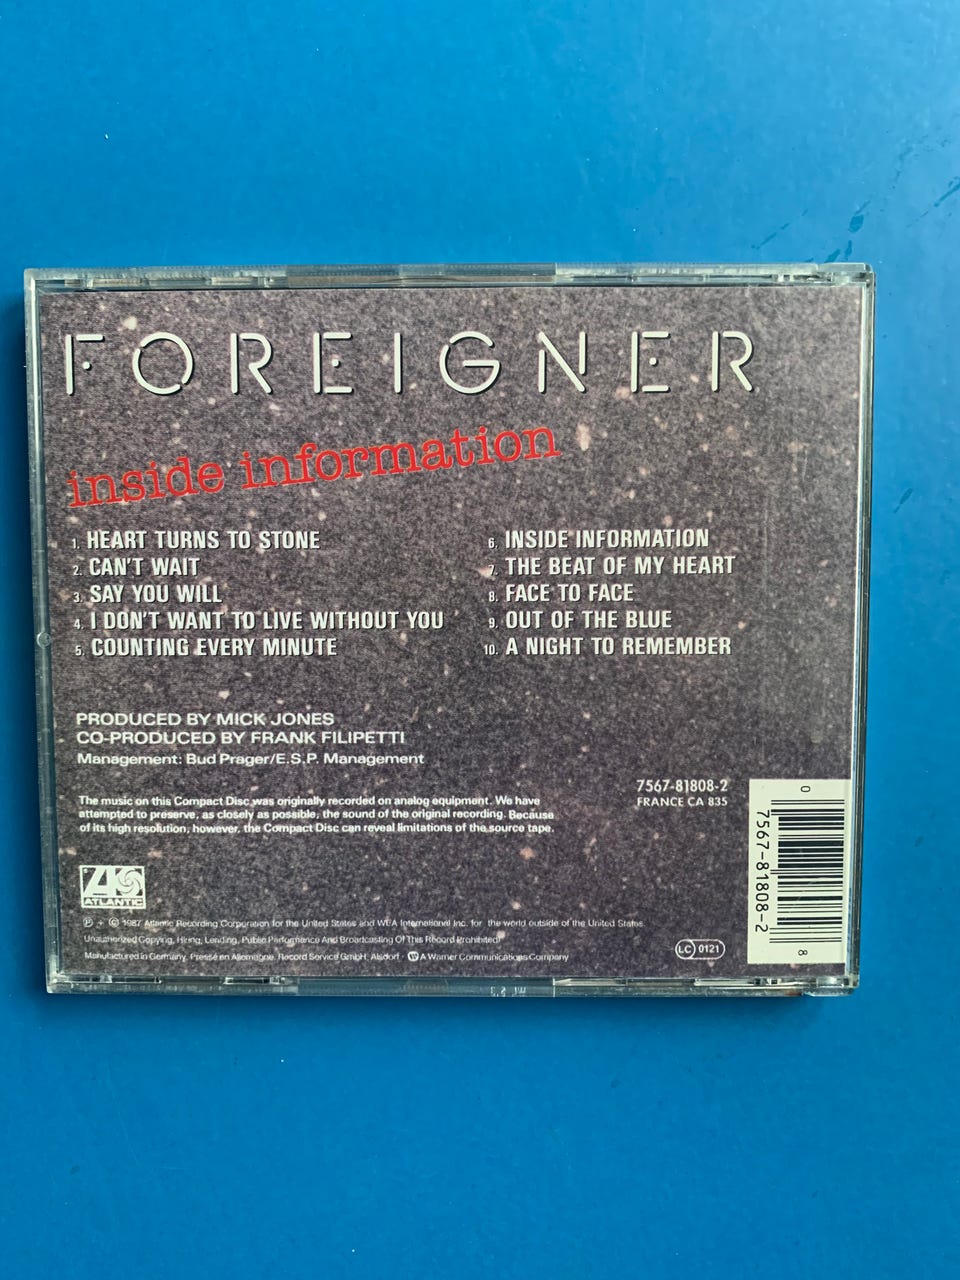 FOREIGNER
inside information
1. HEART TURNS TO STONE
2. CAN'T WAIT
3. SAY YOU WILL
4. I DON'T WANT TO LIVE WITHOUT YOU
5. COUNTING EVERY MINUTE
6. INSIDE INFORMATION
7. THE BEAT OF MY HEART
8. FACE TO FACE
9. OUT OF THE BLUE
10. A NIGHT TO REMEMBER
PRODUCED BY MICK JONES
CO-PRODUCED BY FRANK FILIPETTI
Management: Bud Prager/E.S.P. Management
7567-81808-2
FRANCE CA 835
The music on this Compact Disc was originally recorded on analog equipment. We have
attempted to preserve, as closely as possible, the sound of the original recording. Because
of its high resolution, however, the Compact Disc can reveal limitations of the source tape.
ATLANTIC
℗ + © 1987 Atlantic Recording Corporation for the United States and WEA International Inc. for the world outside of the United States.
Unauthorized Copying, Hiring, Lending, Public Performance And Broadcasting Of This Record Prohibited!
Manufactured in Germany. Pressé en Allemagne. Record Service GmbH, Alsdorf · A Warner Communications Company
LC 0121
0 7567-81808-2 8